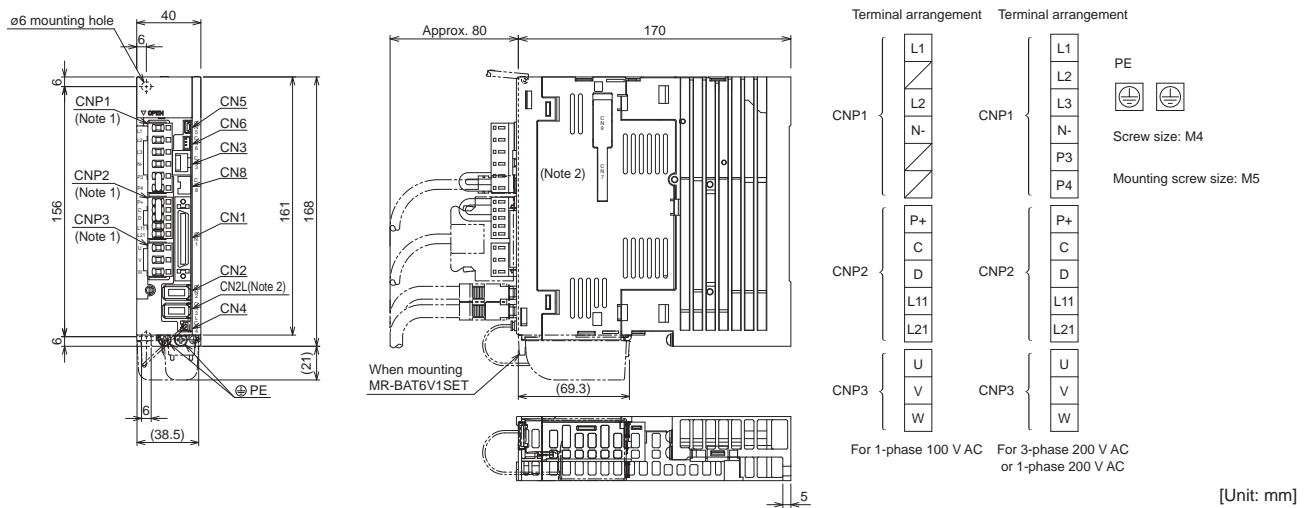 ø6 mounting hole
40
6
6
156
6
CNP1
(Note 1)
CNP2
(Note 1)
CNP3
(Note 1)
OPEN
CN5
CN6
CN3
CN8
CN1
CN2
CN2L(Note 2)
CN4
161
168
(21)
PE
6
(38.5)
Approx. 80
170
(Note 2)
When mounting
MR-BAT6V1SET
(69.3)
5
Terminal arrangement
CNP1
L1
L2
N-
CNP2
P+
C
D
L11
L21
CNP3
U
V
W
For 1-phase 100 V AC
Terminal arrangement
CNP1
L1
L2
L3
N-
P3
P4
CNP2
P+
C
D
L11
L21
CNP3
U
V
W
For 3-phase 200 V AC
or 1-phase 200 V AC
PE
Screw size: M4
Mounting screw size: M5
[Unit: mm]